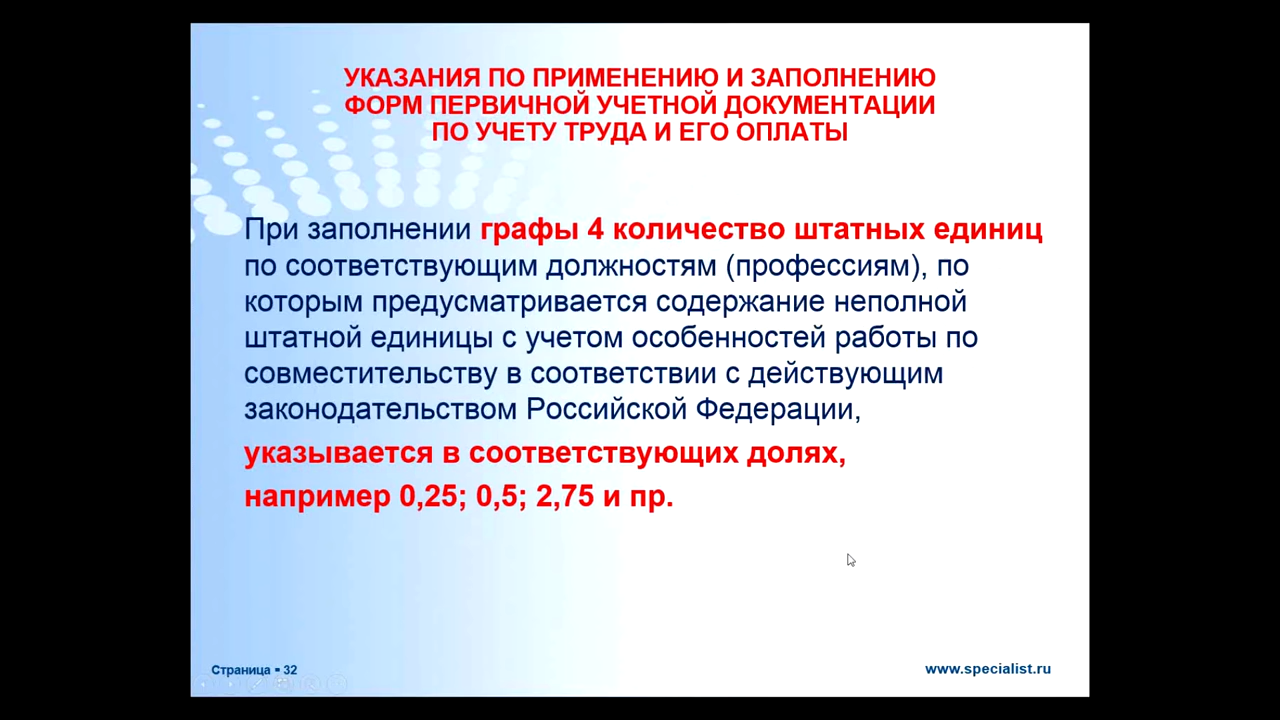 УКАЗАНИЯ ПО ПРИМЕНЕНИЮ И ЗАПОЛНЕНИЮ
ФОРМ ПЕРВИЧНОЙ УЧЕТНОЙ ДОКУМЕНТАЦИИ
ПО УЧЕТУ ТРУДА И ЕГО ОПЛАТЫ
При заполнении графы 4 количество штатных единиц
по соответствующим должностям (профессиям), по
которым предусматривается содержание неполной
штатной единицы с учетом особенностей работы по
совместительству в соответствии с действующим
законодательством Российской Федерации,
указывается в соответствующих долях,
например 0,25; 0,5; 2,75 и пр.
Страница ▪ 32
www.specialist.ru